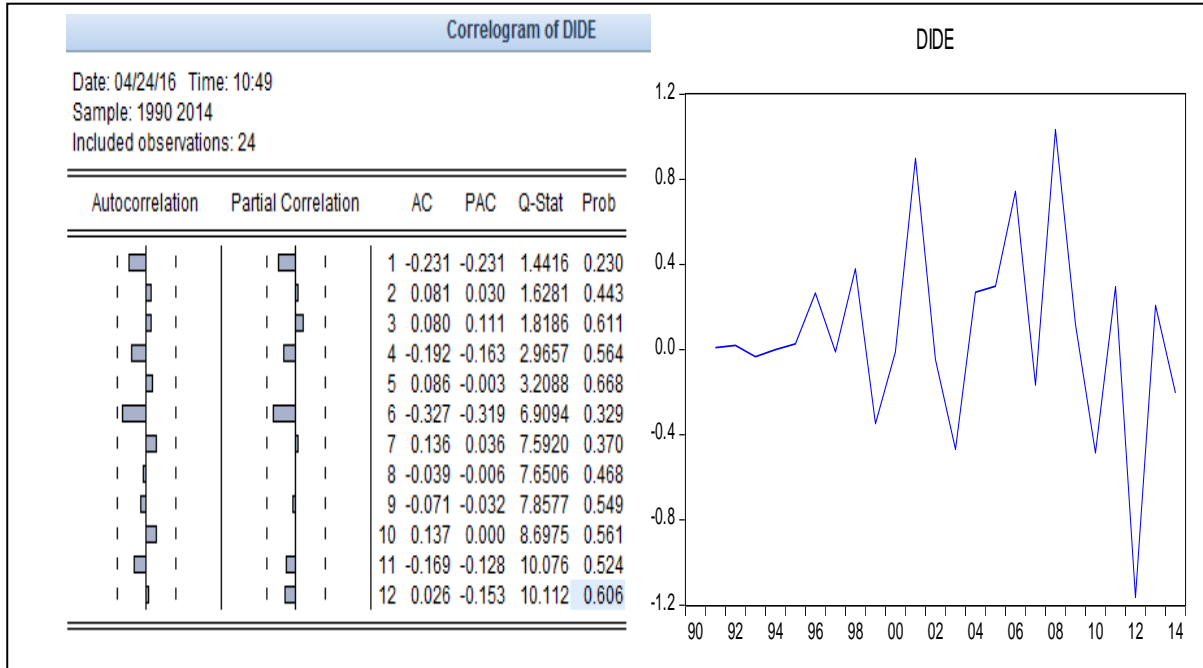 Correlogram of DIDE
Date: 04/24/16 Time: 10:49
Sample: 1990 2014
Included observations: 24
Autocorrelation Partial Correlation AC PAC Q-Stat Prob
1 -0.231 -0.231 1.4416 0.230
2 0.081 0.030 1.6281 0.443
3 0.080 0.111 1.8186 0.611
4 -0.192 -0.163 2.9657 0.564
5 0.086 -0.003 3.2088 0.668
6 -0.327 -0.319 6.9094 0.329
7 0.136 0.036 7.5920 0.370
8 -0.039 -0.006 7.6506 0.468
9 -0.071 -0.032 7.8577 0.549
10 0.137 0.000 8.6975 0.561
11 -0.169 -0.128 10.076 0.524
12 0.026 -0.153 10.112 0.606
DIDE
1.2
0.8
0.4
0.0
-0.4
-0.8
-1.2
90 92 94 96 98 00 02 04 06 08 10 12 14